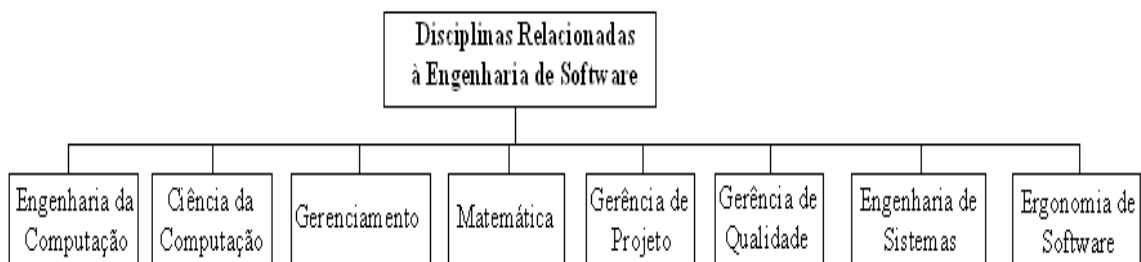 Disciplinas Relacionadas
à Engenharia de Software
Engenharia da
Computação
Ciência da
Computação
Gerenciamento
Matemática
Gerência de
Projeto
Gerência de
Qualidade
Engenharia de
Sistemas
Ergonomia de
Software